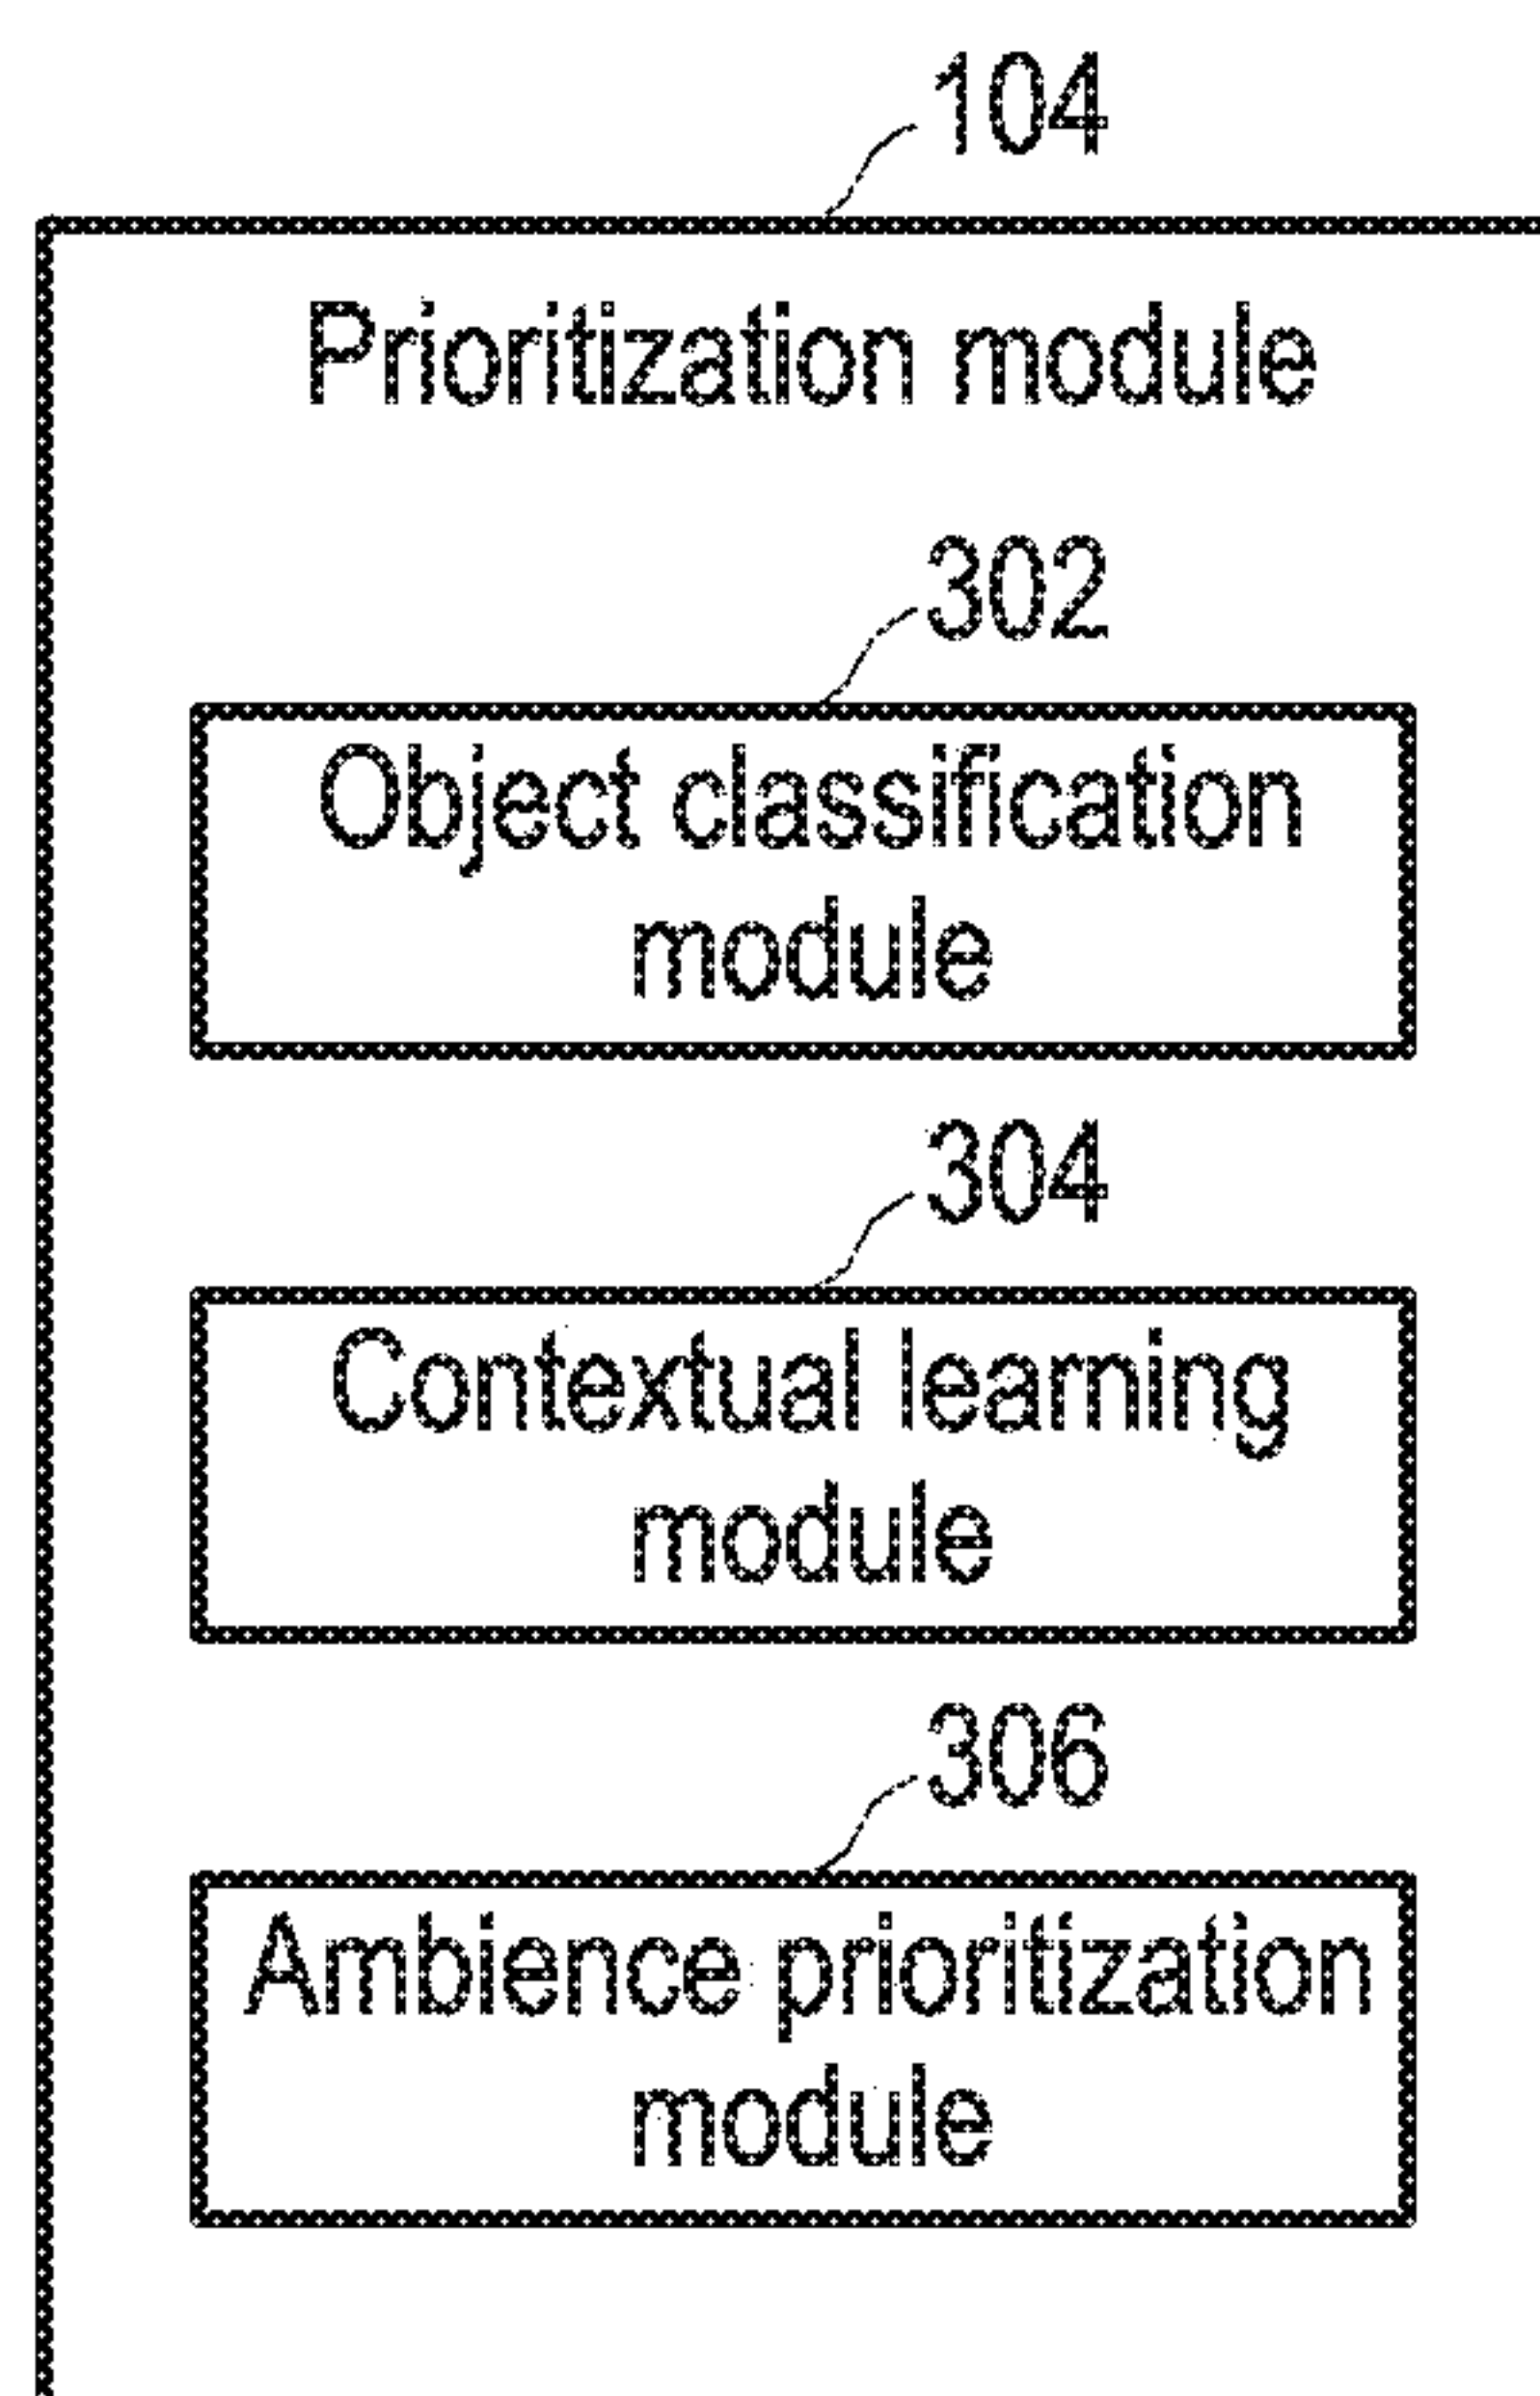 104
Prioritization module
302
Object classification
module
304
Contextual learning
module
306
Ambience prioritization
module